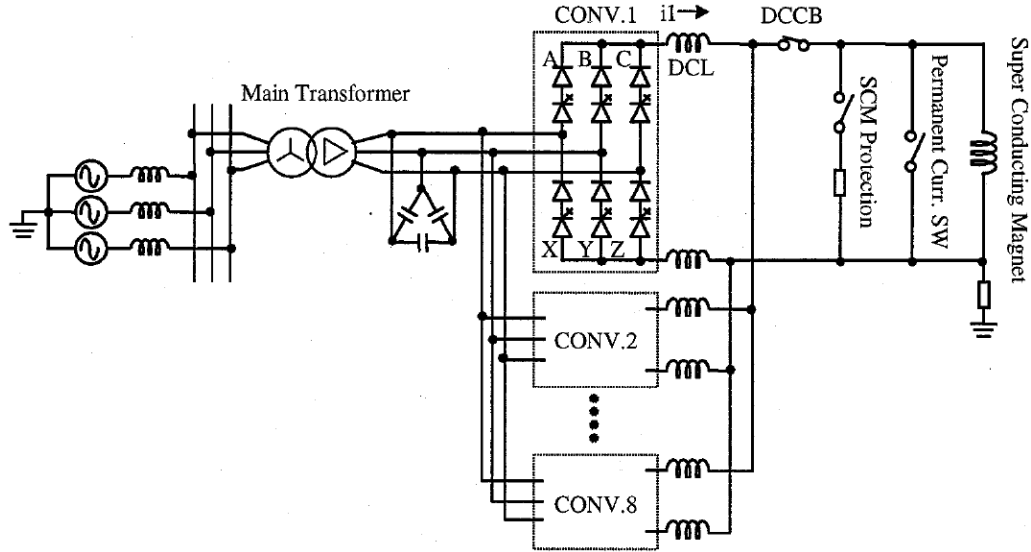 CONV.1
i1
DCCB
A
B
C
DCL
Main Transformer
SCM Protection
Permanent Curr. SW
Super Conducting Magnet
X
Y
Z
CONV.2
CONV.8